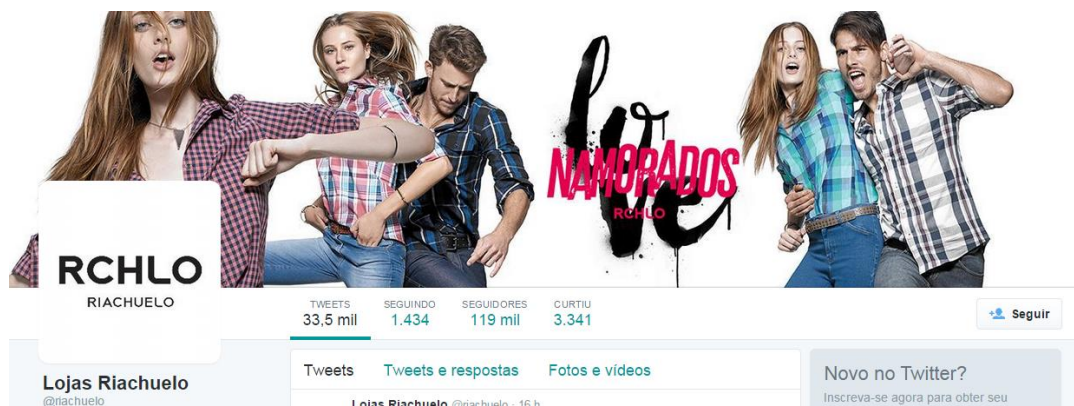 love
NAMORADOS
RCHLO
RCHLO
RIACHUELO
TWEETS SEGUINDO SEGUIDORES CURTIU
33,5 mil 1.434 119 mil 3.341
Seguir
Lojas Riachuelo
@riachuelo
Tweets Tweets e respostas Fotos e vídeos
Lojas Riachuelo @riachuelo · 16 h
Novo no Twitter?
Inscreva-se agora para obter seu